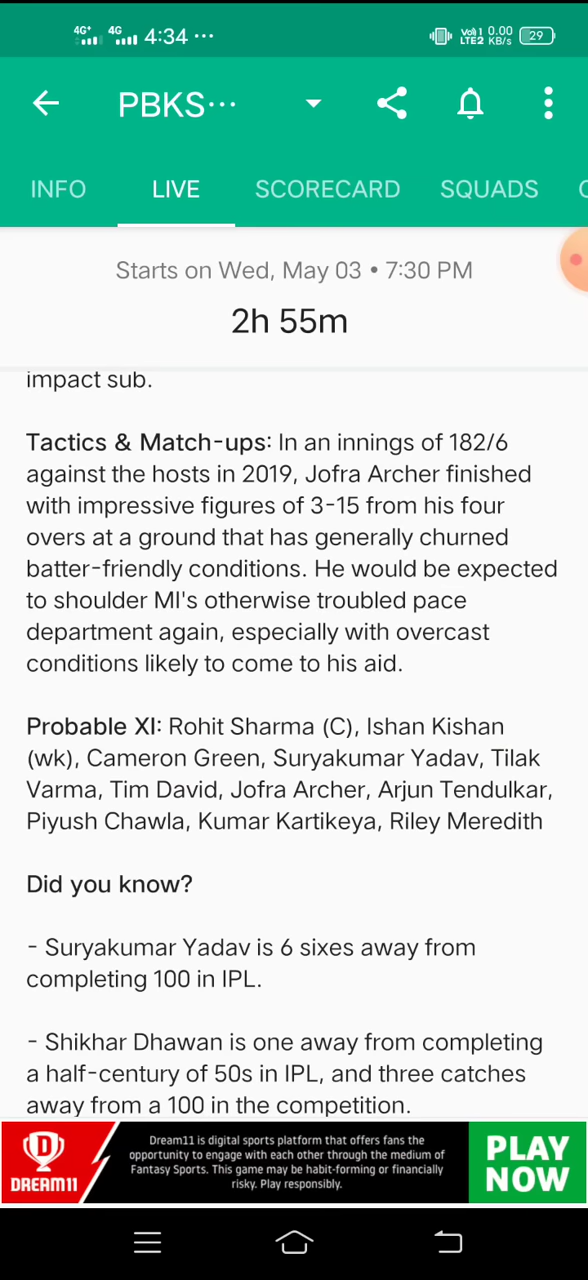 4G+ 4G 4:34 ··· Vo)) 1 LTE2 0.00 KB/s 29
PBKS···
INFO LIVE SCORECARD SQUADS C
Starts on Wed, May 03 • 7:30 PM
2h 55m
impact sub.
Tactics & Match-ups: In an innings of 182/6
against the hosts in 2019, Jofra Archer finished
with impressive figures of 3-15 from his four
overs at a ground that has generally churned
batter-friendly conditions. He would be expected
to shoulder MI's otherwise troubled pace
department again, especially with overcast
conditions likely to come to his aid.
Probable XI: Rohit Sharma (C), Ishan Kishan
(wk), Cameron Green, Suryakumar Yadav, Tilak
Varma, Tim David, Jofra Archer, Arjun Tendulkar,
Piyush Chawla, Kumar Kartikeya, Riley Meredith
Did you know?
- Suryakumar Yadav is 6 sixes away from
completing 100 in IPL.
- Shikhar Dhawan is one away from completing
a half-century of 50s in IPL, and three catches
away from a 100 in the competition.
D
DREAM11
Dream11 is digital sports platform that offers fans the
opportunity to engage with each other through the medium of
Fantasy Sports. This game may be habit-forming or financially
risky. Play responsibly.
PLAY
NOW